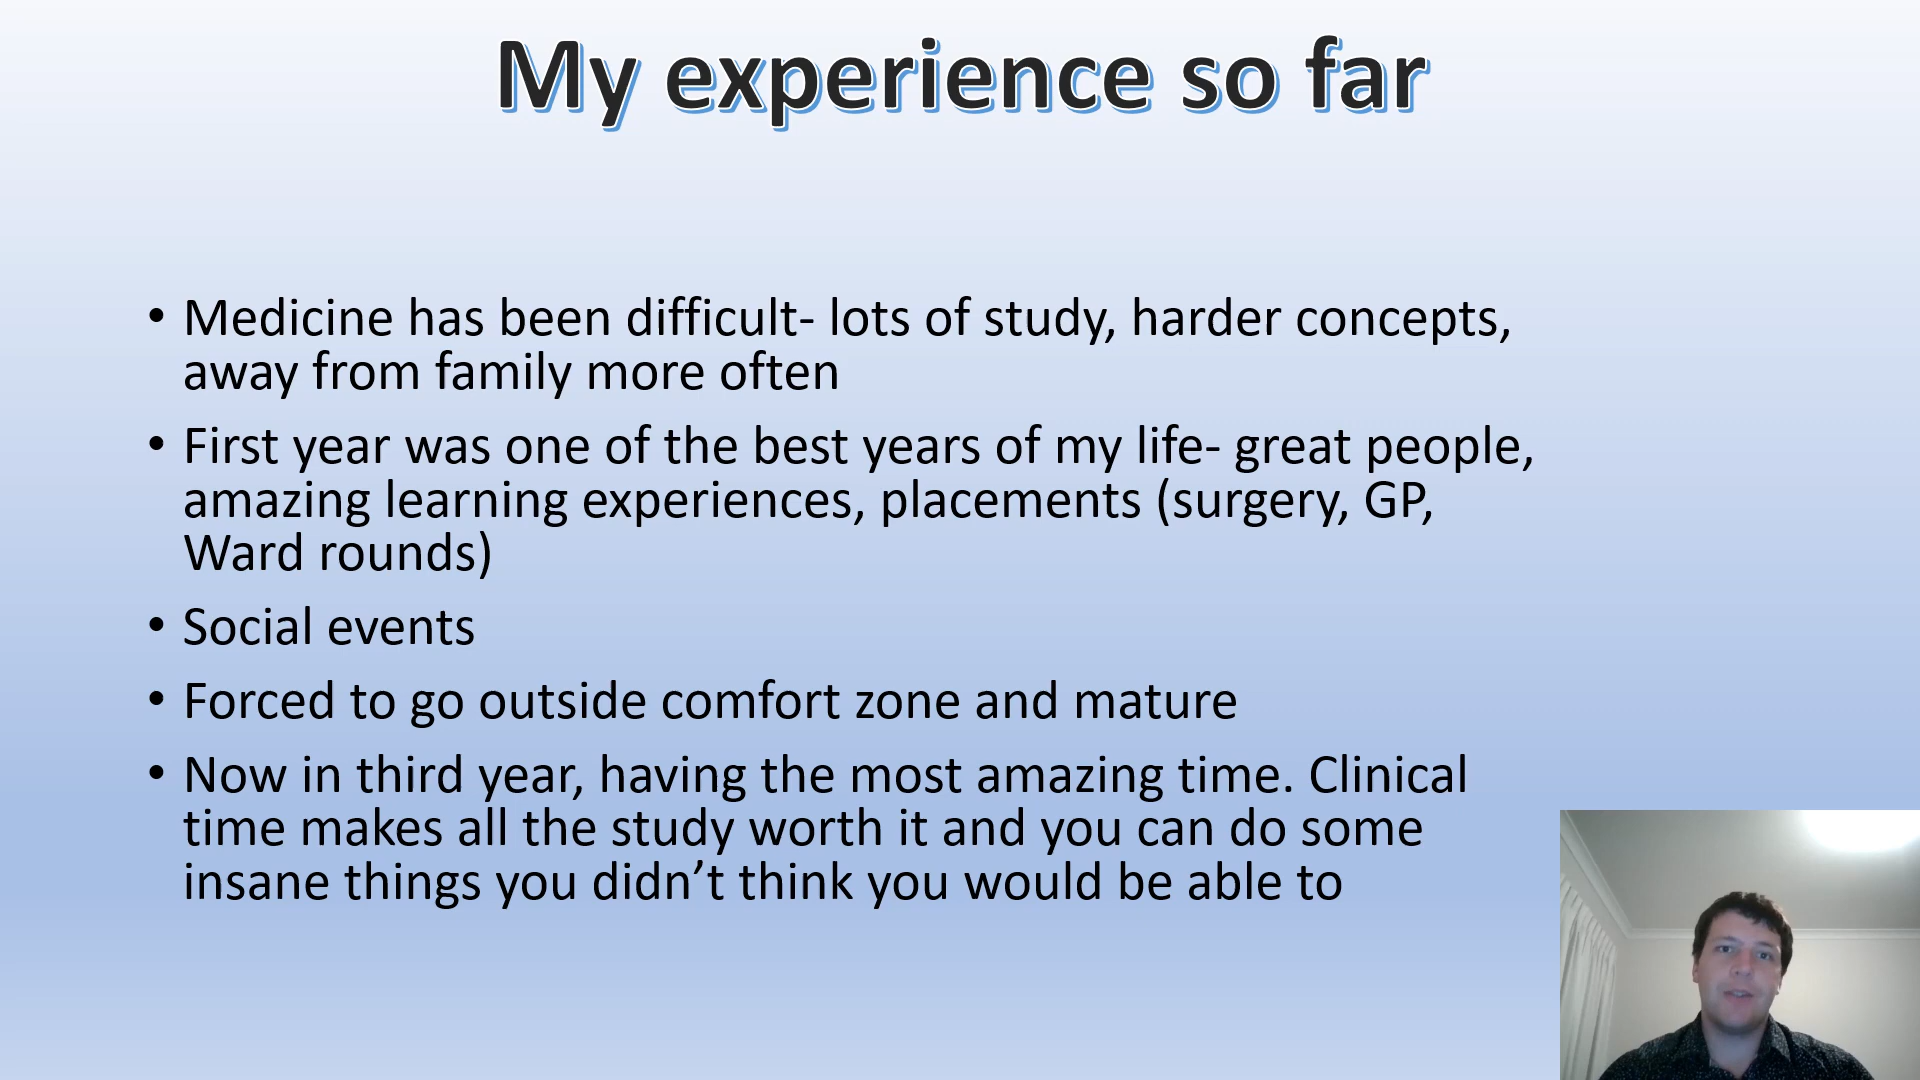 My experience so far
• Medicine has been difficult- lots of study, harder concepts,
away from family more often
• First year was one of the best years of my life- great people,
amazing learning experiences, placements (surgery, GP,
Ward rounds)
• Social events
• Forced to go outside comfort zone and mature
• Now in third year, having the most amazing time. Clinical
time makes all the study worth it and you can do some
insane things you didn’t think you would be able to